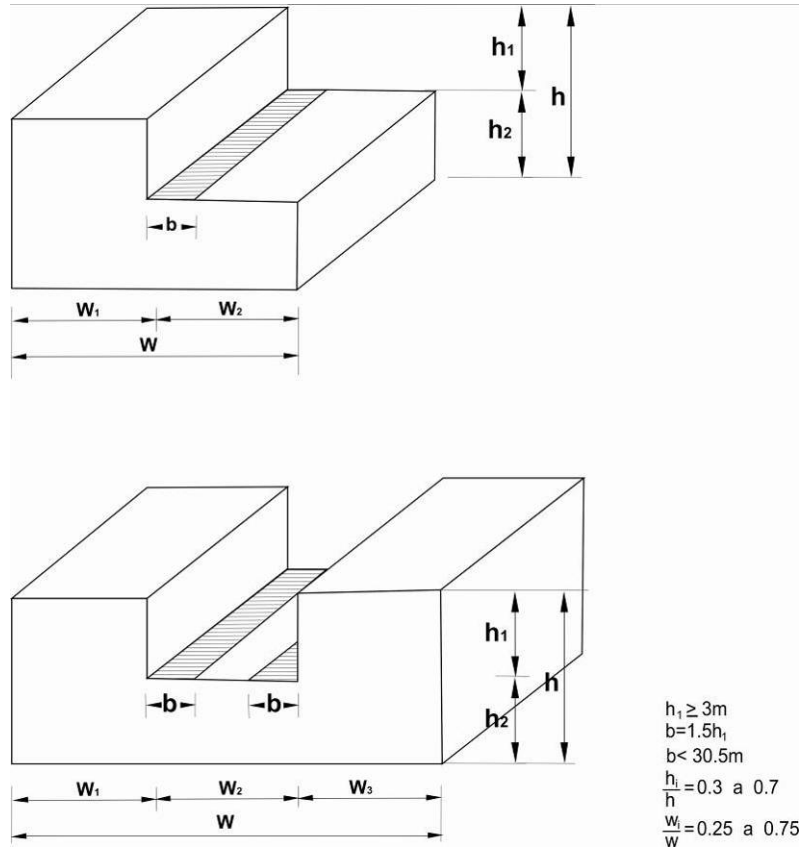 h₁
h
h₂
b
W₁ W₂
W
h₁
h
h₂
b b
W₁ W₂ W₃
W
h₁ ≥ 3m
b=1.5h₁
b< 30.5m
hᵢ/h =0.3 a 0.7
wᵢ/w =0.25 a 0.75